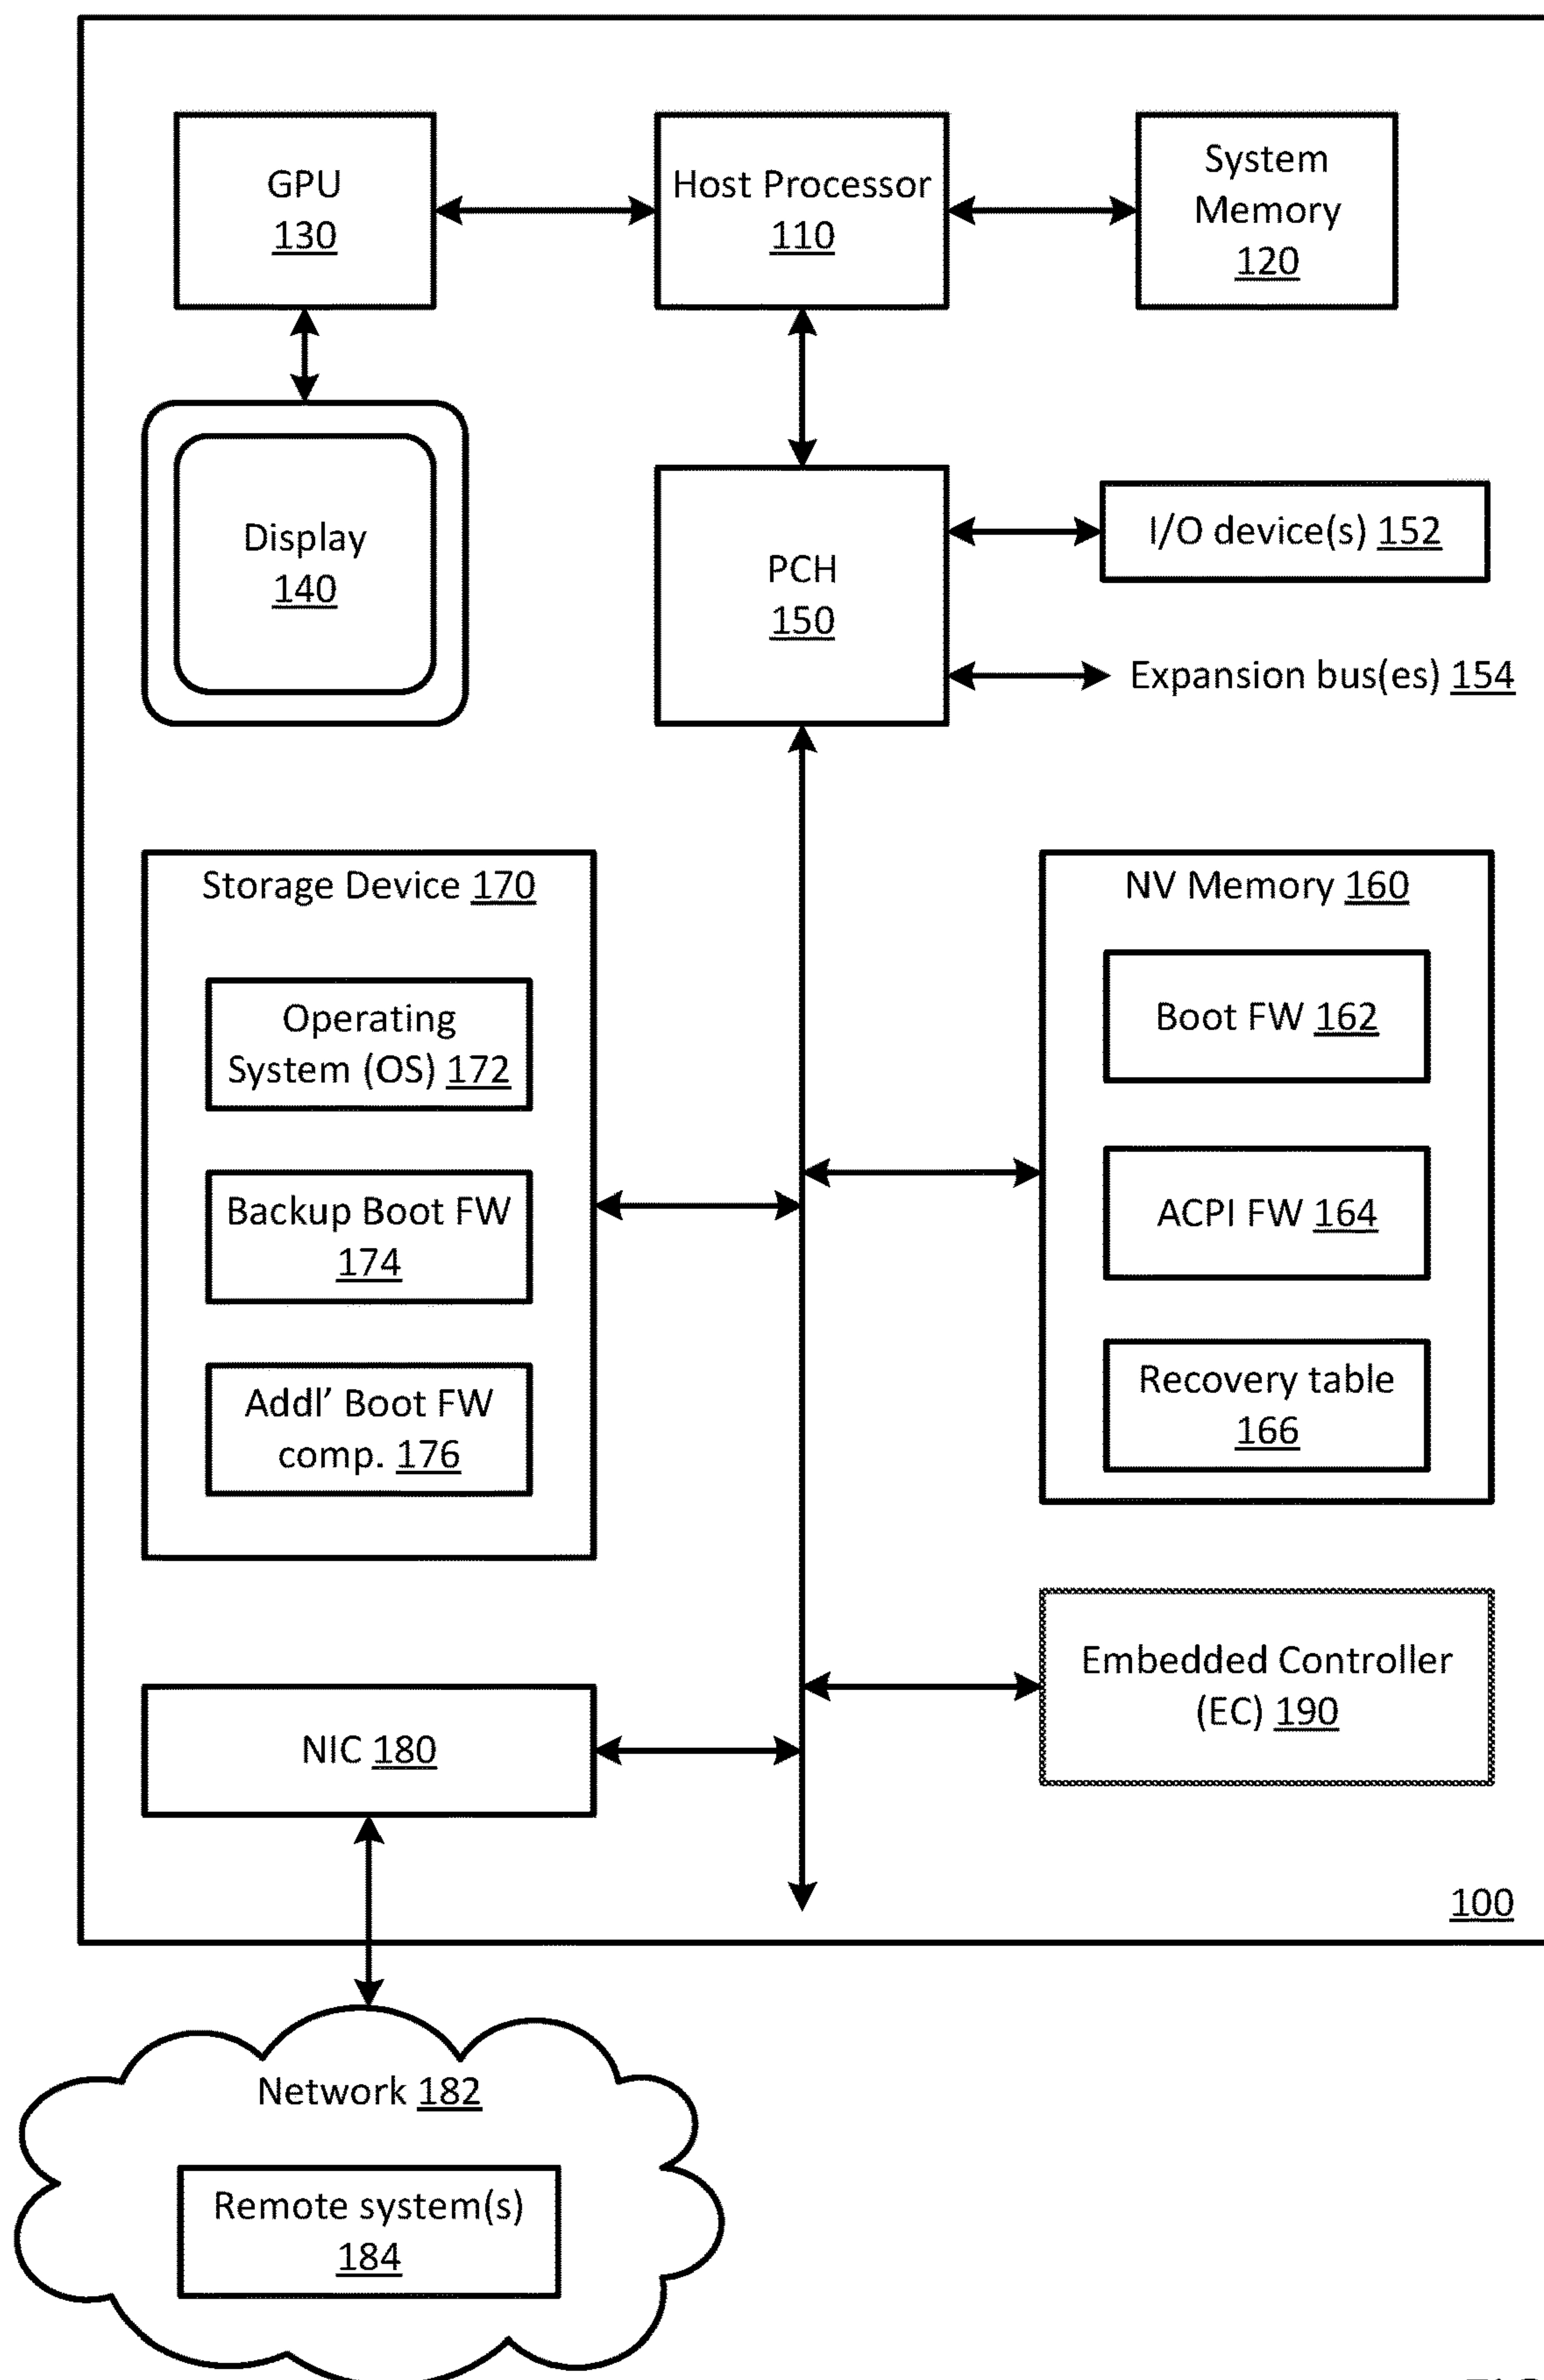 GPU
130
Host Processor
110
System
Memory
120
Display
140
PCH
150
I/O device(s) 152
Expansion bus(es) 154
Storage Device 170
Operating
System (OS) 172
Backup Boot FW
174
Addl' Boot FW
comp. 176
NV Memory 160
Boot FW 162
ACPI FW 164
Recovery table
166
Embedded Controller
(EC) 190
NIC 180
100
Network 182
Remote system(s)
184